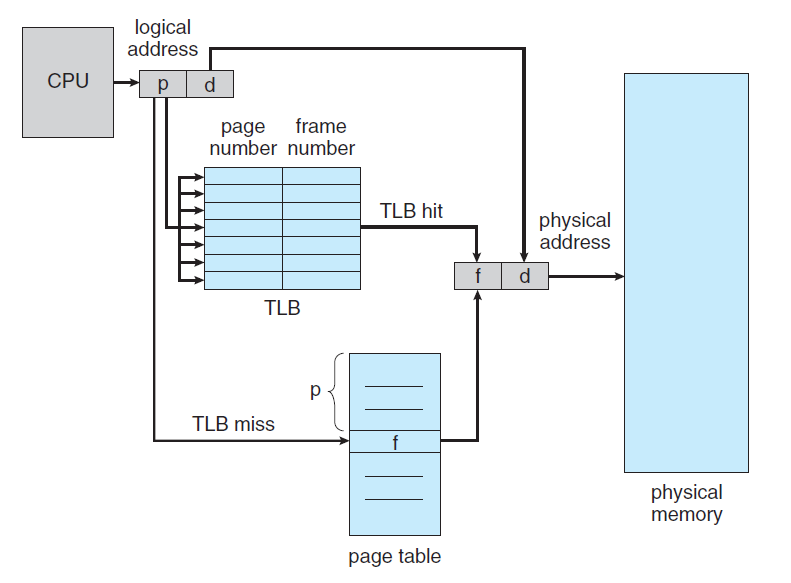 logical
address
CPU
p
d
page
number
frame
number
TLB hit
TLB
physical
address
f
d
p
TLB miss
f
page table
physical
memory